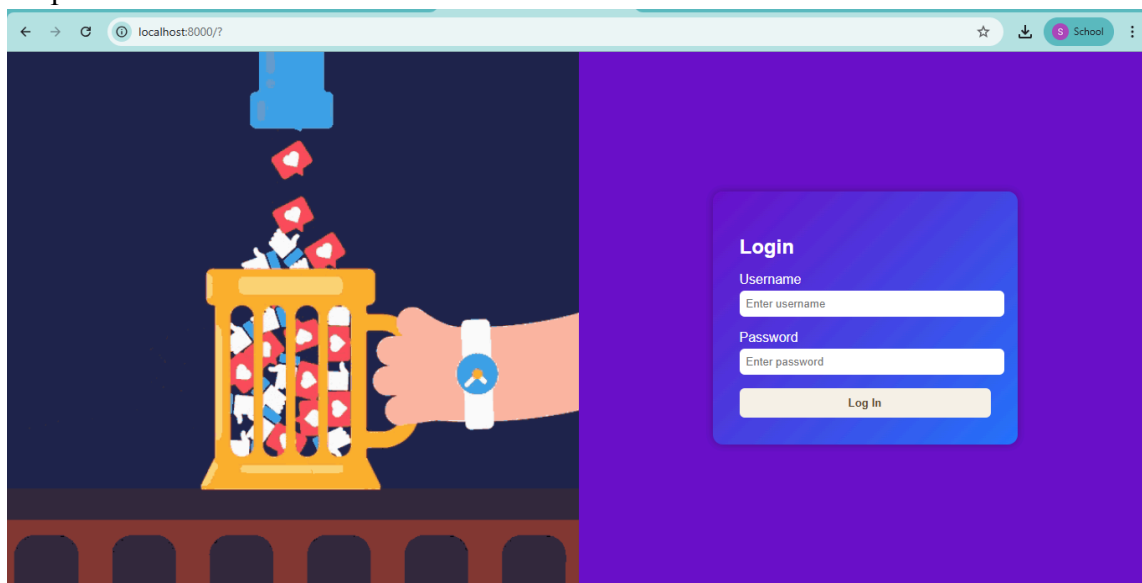 localhost:8000/?
S School
Login
Username
Enter username
Password
Enter password
Log In